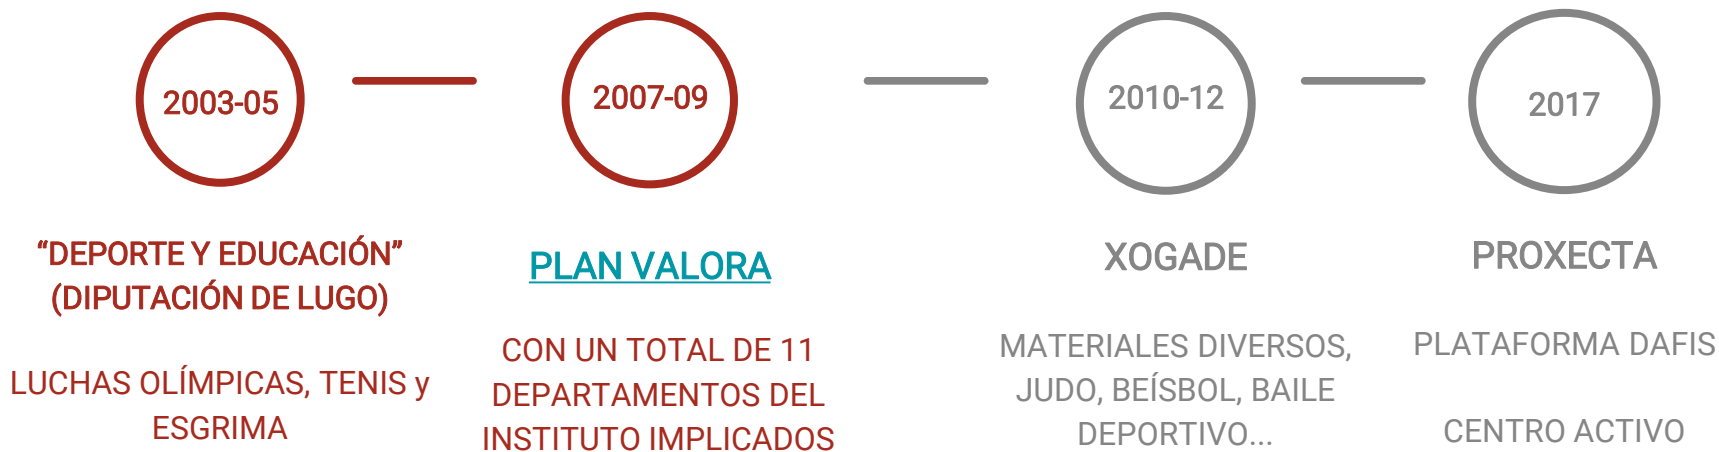 2003-05
“DEPORTE Y EDUCACIÓN”
(DIPUTACIÓN DE LUGO)
LUCHAS OLÍMPICAS, TENIS y
ESGRIMA
2007-09
PLAN VALORA
CON UN TOTAL DE 11
DEPARTAMENTOS DEL
INSTITUTO IMPLICADOS
2010-12
XOGADE
MATERIALES DIVERSOS,
JUDO, BEÍSBOL, BAILE
DEPORTIVO...
2017
PROXECTA
PLATAFORMA DAFIS
CENTRO ACTIVO